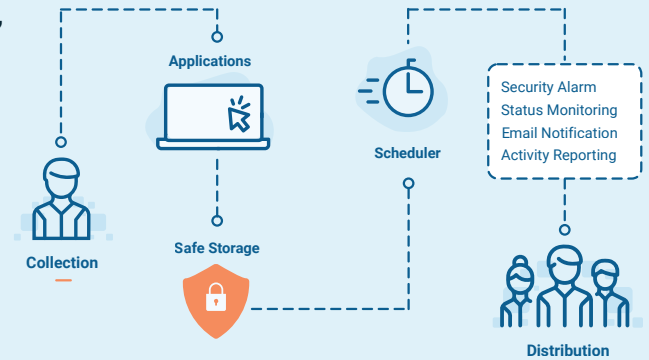 Applications
Collection
Safe Storage
Scheduler
Security Alarm
Status Monitoring
Email Notification
Activity Reporting
Distribution